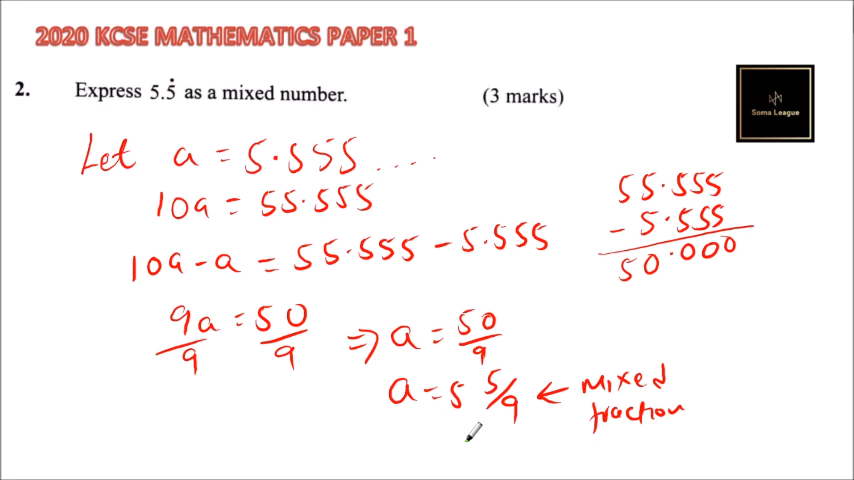 2020 KCSE MATHEMATICS PAPER 1
2. Express 5.5̇ as a mixed number. (3 marks)
Soma League
Let a = 5.555 ....
10a = 55.555
10a - a = 55.555 - 5.555
55.555
- 5.555
50.000
9a/9 = 50/9 ⇒ a = 50/9
a = 5 5/9 ← mixed
fraction